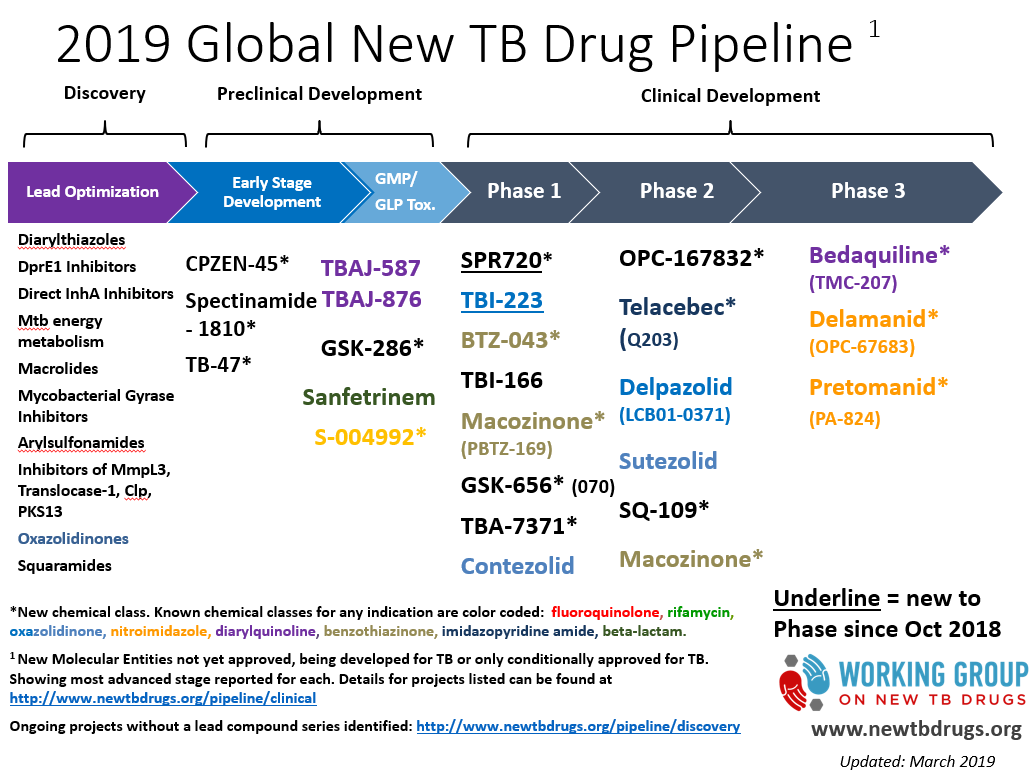 2019 Global New TB Drug Pipeline 1
Discovery
Preclinical Development
Clinical Development
Lead Optimization
Early Stage
Development
GMP/
GLP Tox.
Phase 1
Phase 2
Phase 3
Diarylthiazoles
DprE1 Inhibitors
Direct InhA Inhibitors
Mtb energy
metabolism
Macrolides
Mycobacterial Gyrase
Inhibitors
Arylsulfonamides
Inhibitors of MmpL3,
Translocase-1, Clp,
PKS13
Oxazolidinones
Squaramides
CPZEN-45*
Spectinamide
- 1810*
TB-47*
TBAJ-587
TBAJ-876
GSK-286*
Sanfetrinem
S-004992*
SPR720*
TBI-223
BTZ-043*
TBI-166
Macozinone*
(PBTZ-169)
GSK-656* (070)
TBA-7371*
Contezolid
OPC-167832*
Telacebec*
(Q203)
Delpazolid
(LCB01-0371)
Sutezolid
SQ-109*
Macozinone*
Bedaquiline*
(TMC-207)
Delamanid*
(OPC-67683)
Pretomanid*
(PA-824)
*New chemical class. Known chemical classes for any indication are color coded: fluoroquinolone, rifamycin,
oxazolidinone, nitroimidazole, diarylquinoline, benzothiazinone, imidazopyridine amide, beta-lactam.
1 New Molecular Entities not yet approved, being developed for TB or only conditionally approved for TB.
Showing most advanced stage reported for each. Details for projects listed can be found at
http://www.newtbdrugs.org/pipeline/clinical
Ongoing projects without a lead compound series identified: http://www.newtbdrugs.org/pipeline/discovery
Underline = new to
Phase since Oct 2018
WORKING GROUP
ON NEW TB DRUGS
www.newtbdrugs.org
Updated: March 2019